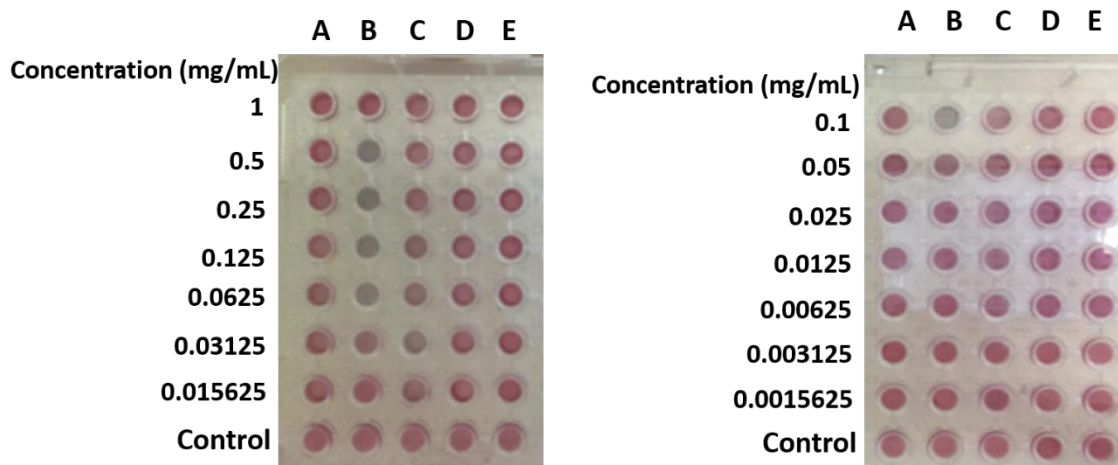 A B C D E
Concentration (mg/mL)
1
0.5
0.25
0.125
0.0625
0.03125
0.015625
Control
A B C D E
Concentration (mg/mL)
0.1
0.05
0.025
0.0125
0.00625
0.003125
0.0015625
Control